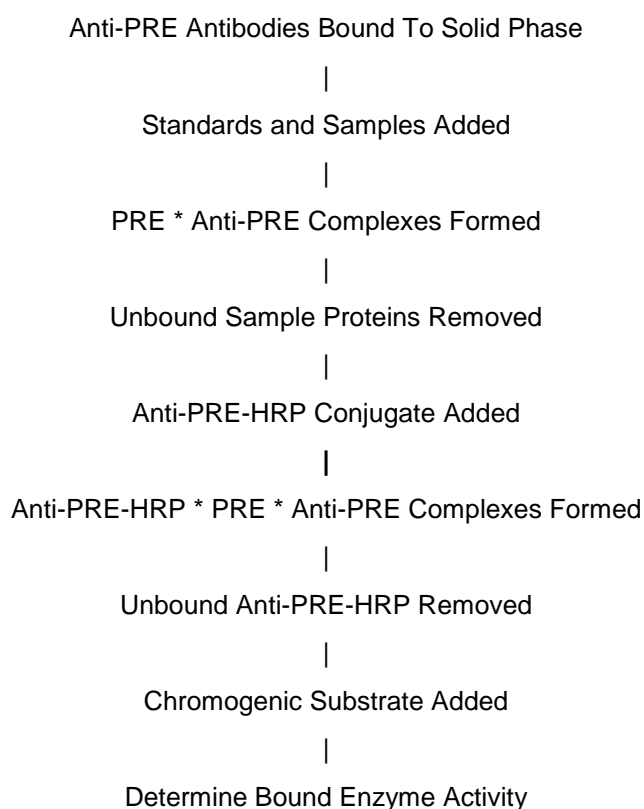 Anti-PRE Antibodies Bound To Solid Phase
|
Standards and Samples Added
|
PRE * Anti-PRE Complexes Formed
|
Unbound Sample Proteins Removed
|
Anti-PRE-HRP Conjugate Added
|
Anti-PRE-HRP * PRE * Anti-PRE Complexes Formed
|
Unbound Anti-PRE-HRP Removed
|
Chromogenic Substrate Added
|
Determine Bound Enzyme Activity